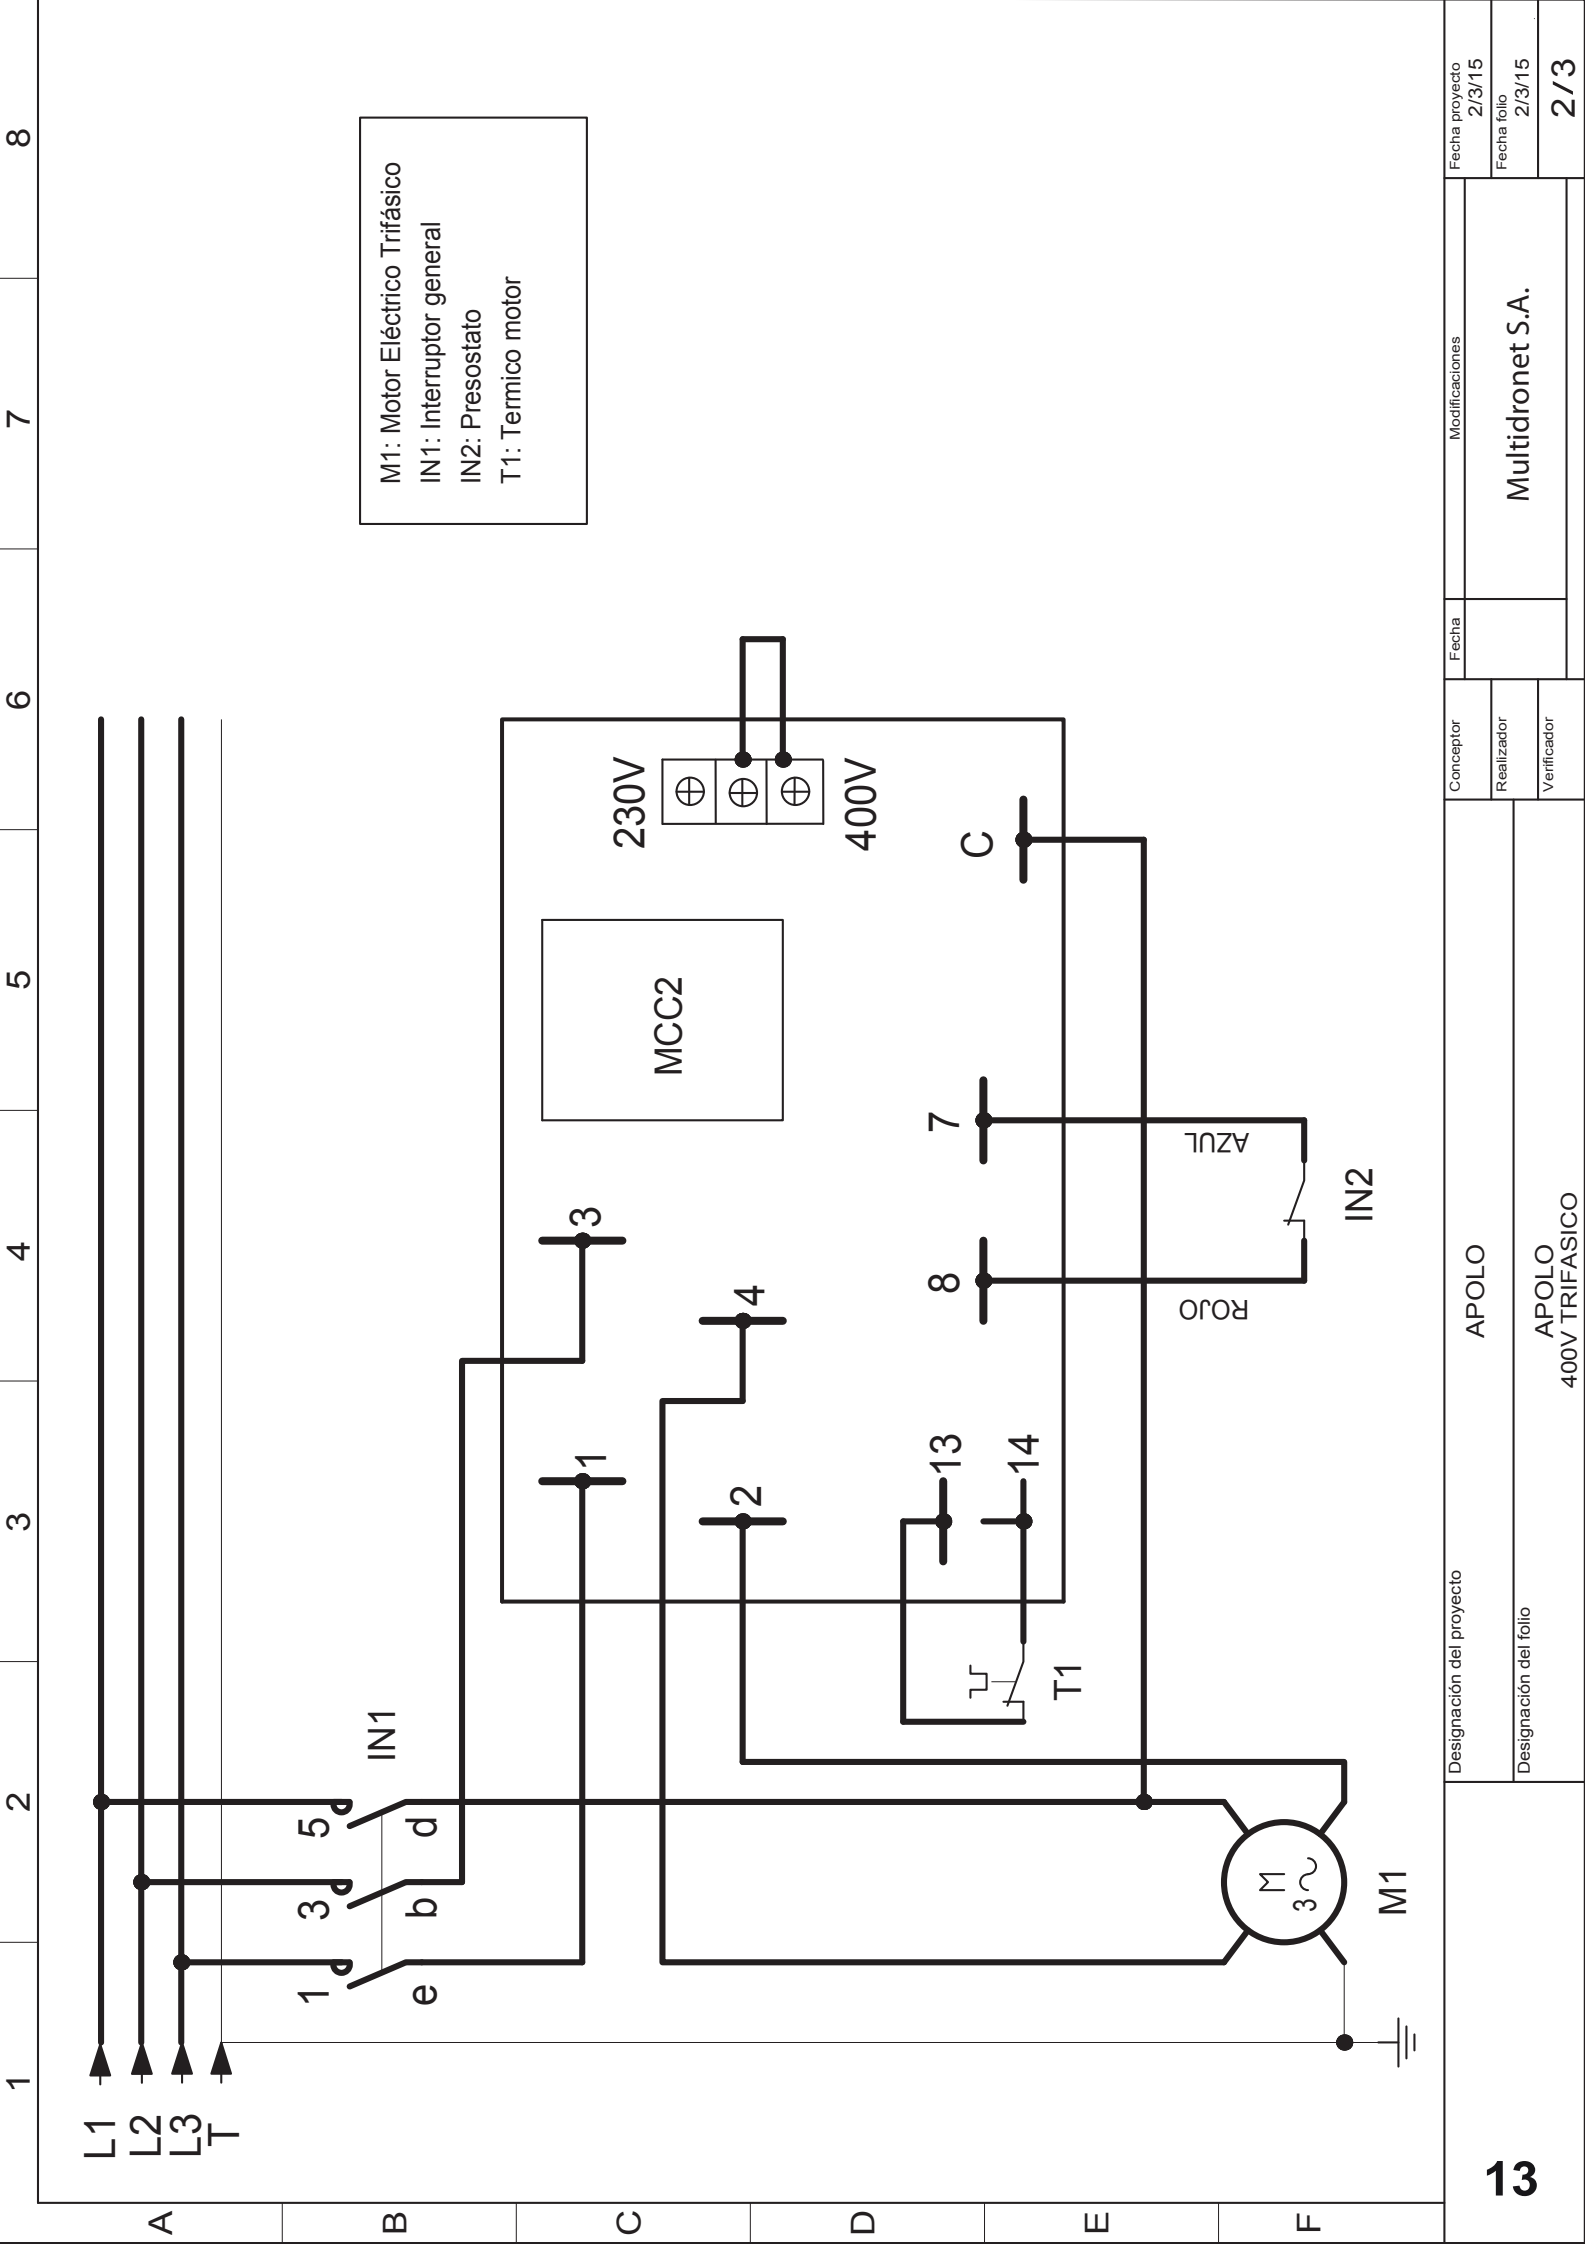 1 2 3 4 5 6 7 8
A
B
C
D
E
F
L1
L2
L3
T
1 3 5
IN1
e b d
M1: Motor Eléctrico Trifásico
IN1: Interruptor general
IN2: Presostato
T1: Termico motor
1
3
2
4
MCC2
230V
400V
13
14
8
7
C
T1
ROJO
AZUL
IN2
M
3
M1
13
Designación del proyecto
APOLO
Designación del folio
APOLO
400V TRIFASICO
Conceptor
Realizador
Verificador
Fecha
Modificaciones
Multidronet S.A.
Fecha proyecto
2/3/15
Fecha folio
2/3/15
2/3